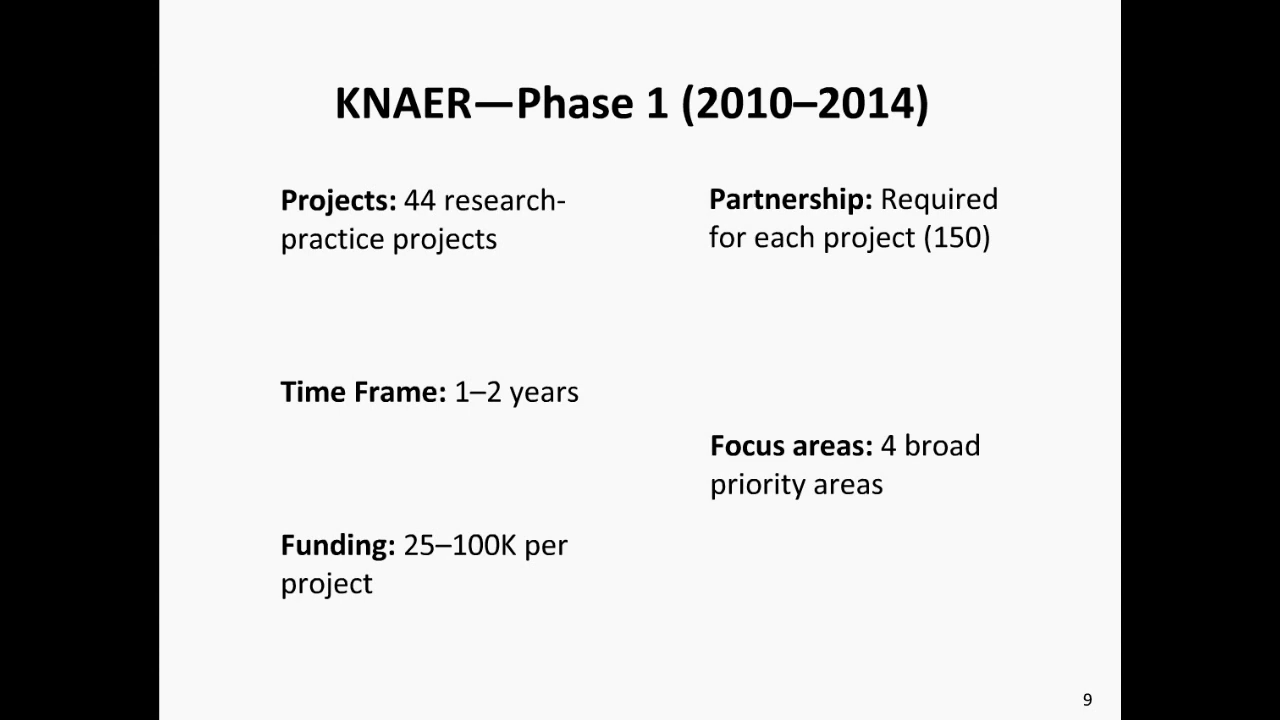 KNAER—Phase 1 (2010–2014)
Projects: 44 research-
practice projects
Time Frame: 1–2 years
Funding: 25–100K per
project
Partnership: Required
for each project (150)
Focus areas: 4 broad
priority areas
9